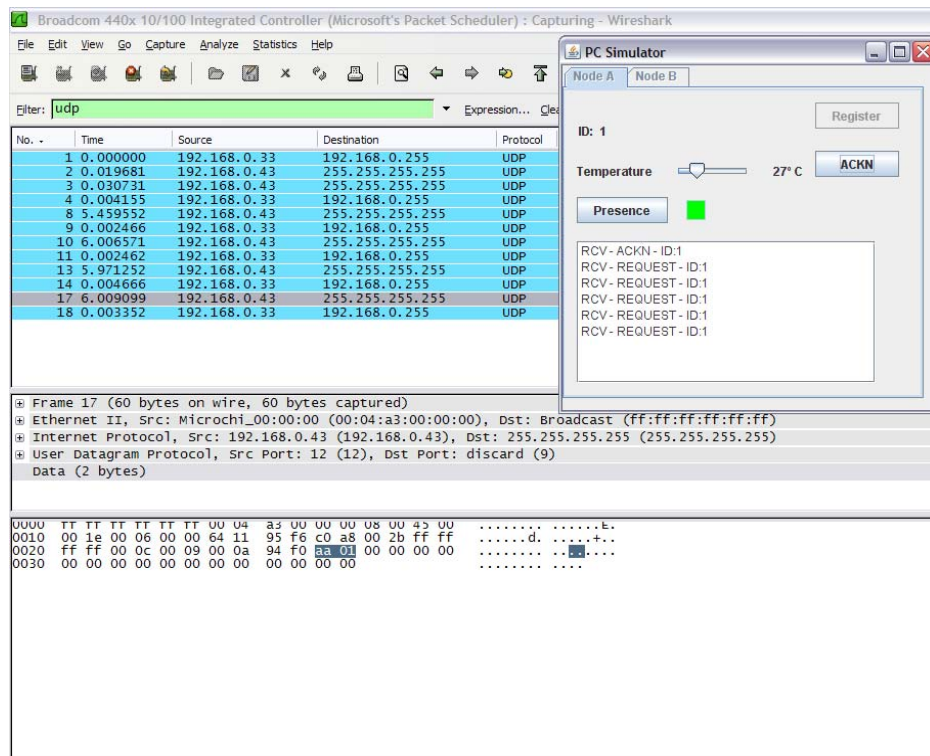 Broadcom 440x 10/100 Integrated Controller (Microsoft's Packet Scheduler) : Capturing - Wireshark
File Edit View Go Capture Analyze Statistics Help
Filter: udp Expression...
No. - Time Source Destination Protocol
1 0.000000 192.168.0.33 192.168.0.255 UDP
2 0.019681 192.168.0.43 255.255.255.255 UDP
3 0.030731 192.168.0.43 255.255.255.255 UDP
4 0.004155 192.168.0.33 192.168.0.255 UDP
8 5.459552 192.168.0.43 255.255.255.255 UDP
9 0.002466 192.168.0.33 192.168.0.255 UDP
10 6.006571 192.168.0.43 255.255.255.255 UDP
11 0.002462 192.168.0.33 192.168.0.255 UDP
13 5.971252 192.168.0.43 255.255.255.255 UDP
14 0.004666 192.168.0.33 192.168.0.255 UDP
17 6.009099 192.168.0.43 255.255.255.255 UDP
18 0.003352 192.168.0.33 192.168.0.255 UDP
PC Simulator
Node A Node B
Register
ID: 1
Temperature 27° C ACKN
Presence
RCV - ACKN - ID:1
RCV - REQUEST - ID:1
RCV - REQUEST - ID:1
RCV - REQUEST - ID:1
RCV - REQUEST - ID:1
RCV - REQUEST - ID:1
Frame 17 (60 bytes on wire, 60 bytes captured)
Ethernet II, Src: Microchi_00:00:00 (00:04:a3:00:00:00), Dst: Broadcast (ff:ff:ff:ff:ff:ff)
Internet Protocol, Src: 192.168.0.43 (192.168.0.43), Dst: 255.255.255.255 (255.255.255.255)
User Datagram Protocol, Src Port: 12 (12), Dst Port: discard (9)
Data (2 bytes)
0000 ff ff ff ff ff ff 00 04 a3 00 00 00 08 00 45 00 ........ ......E.
0010 00 1e 00 06 00 00 64 11 95 f6 c0 a8 00 2b ff ff ......d. .....+..
0020 ff ff 00 0c 00 09 00 0a 94 f0 aa 01 00 00 00 00 ........ ........
0030 00 00 00 00 00 00 00 00 00 00 00 00 ........ ....